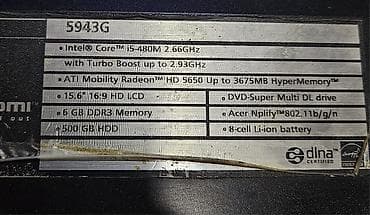 5943G
• Intel® Core™ i5-480M 2.66GHz
with Turbo Boost up to 2.93GHz
• ATI Mobility Radeon™ HD 5650 Up to 3675MB HyperMemory™
• 15.6" 16:9 HD LCD
• DVD-Super Multi DL drive
• 6 GB DDR3 Memory
• Acer Nplify™ 802.11b/g/n
• 500 GB HDD
• 8-cell Li-ion battery
dlna
CERTIFIED